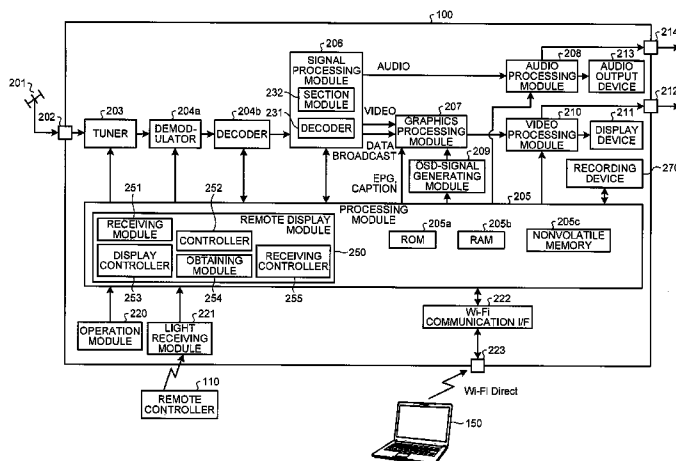 100
206
214
201
SIGNAL
PROCESSING
MODULE
AUDIO
208
AUDIO
PROCESSING
MODULE
213
AUDIO
OUTPUT
DEVICE
232
SECTION
MODULE
212
202
203
204a
204b
231
VIDEO
207
210
211
TUNER
DEMOD-
ULATOR
DECODER
DECODER
GRAPHICS
PROCESSING
MODULE
VIDEO
PROCESSING
MODULE
DISPLAY
DEVICE
DATA
BROADCAST
209
270
EPG,
CAPTION
OSD-SIGNAL
GENERATING
MODULE
RECORDING
DEVICE
251
252
205
PROCESSING
MODULE
RECEIVING
MODULE
REMOTE DISPLAY
MODULE
CONTROLLER
250
205a
ROM
205b
RAM
205c
NONVOLATILE
MEMORY
DISPLAY
CONTROLLER
OBTAINING
MODULE
RECEIVING
CONTROLLER
253
254
255
220
221
222
OPERATION
MODULE
LIGHT
RECEIVING
MODULE
Wi-Fi
COMMUNICATION I/F
223
110
REMOTE
CONTROLLER
Wi-Fi Direct
150